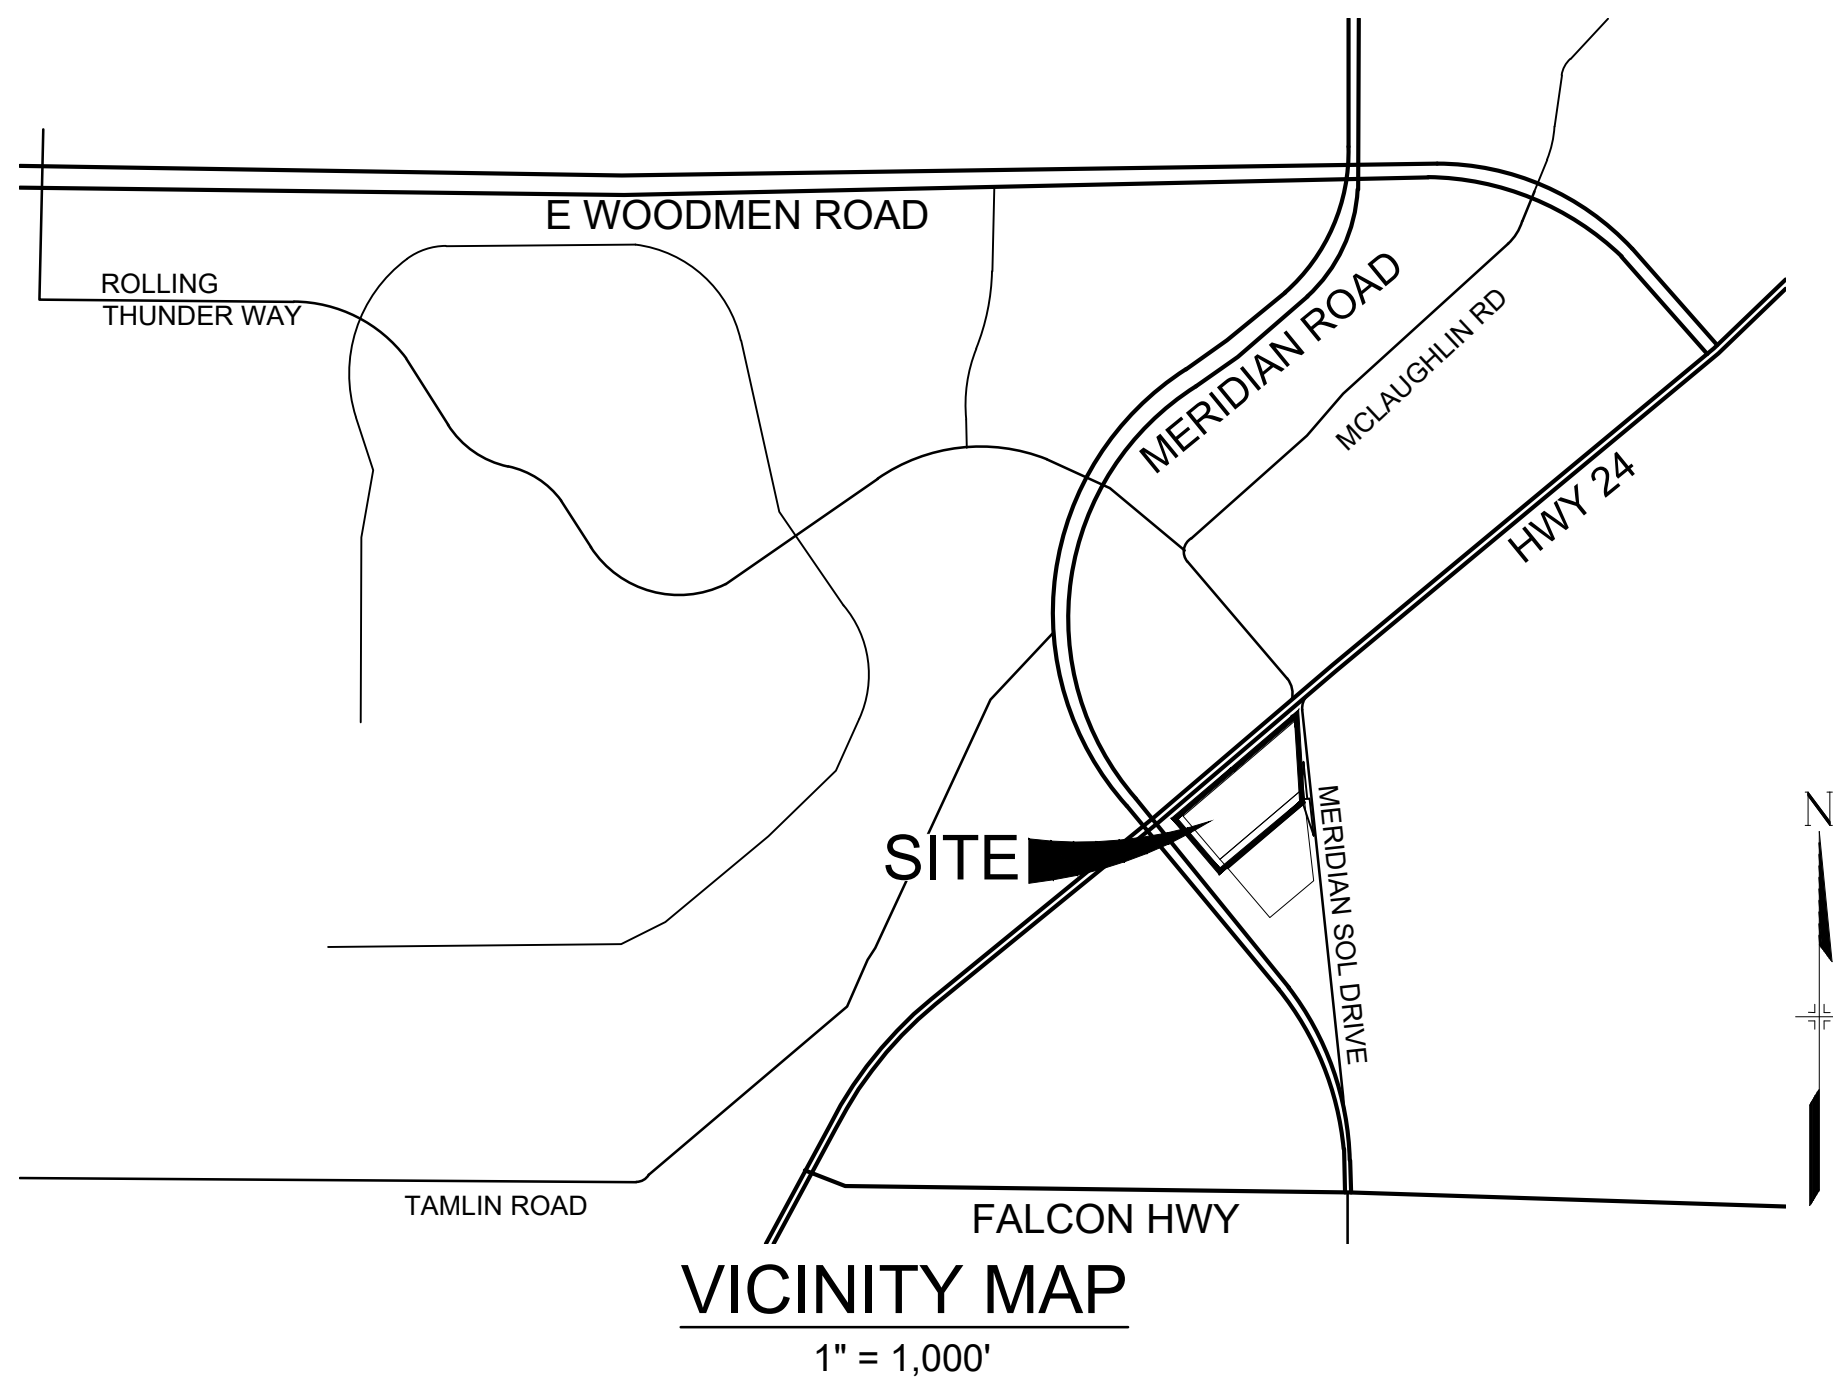 E WOODMEN ROAD
ROLLING
THUNDER WAY
MERIDIAN ROAD
MCLAUGHLIN RD
HWY 24
SITE
MERIDIAN SOL DRIVE
N
TAMLIN ROAD
FALCON HWY
VICINITY MAP
1" = 1,000'